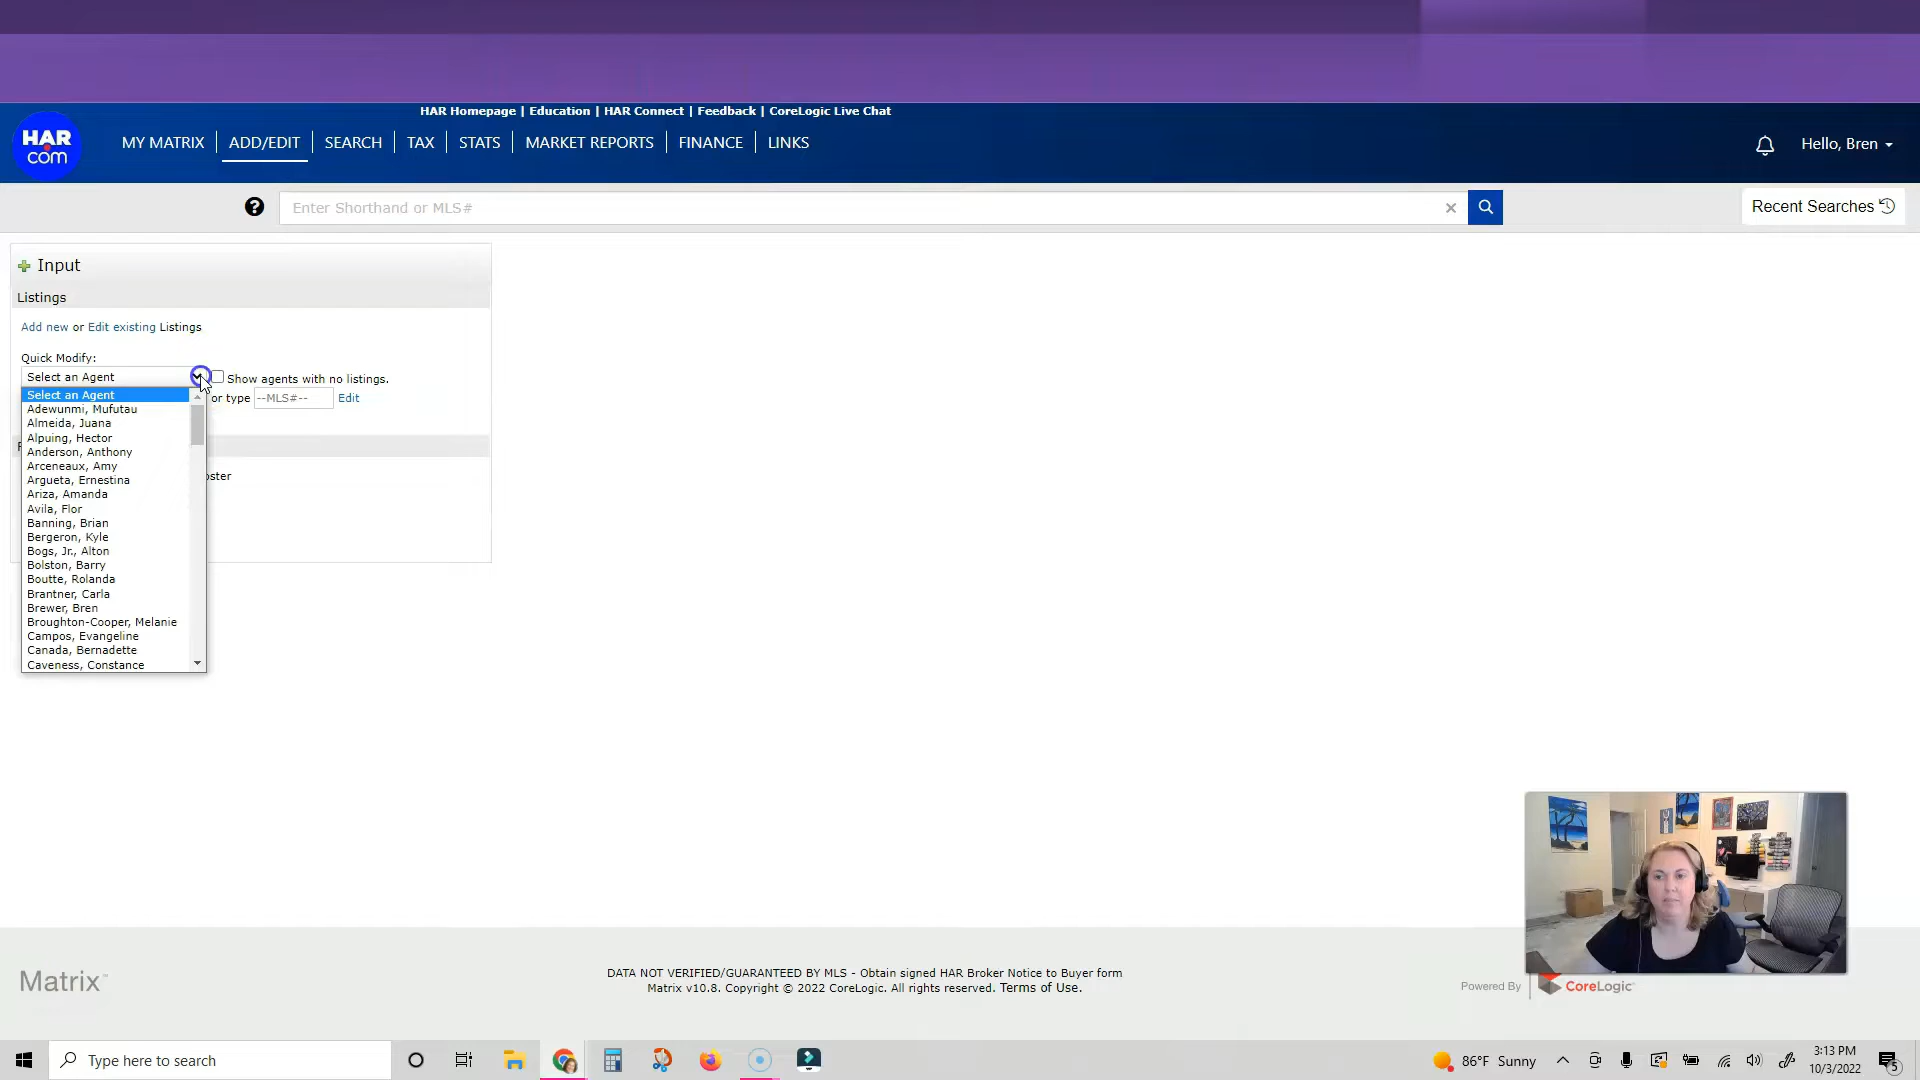 HAR Homepage | Education | HAR Connect | Feedback | CoreLogic Live Chat
HAR
com
MY MATRIX
ADD/EDIT
SEARCH
TAX
STATS
MARKET REPORTS
FINANCE
LINKS
Hello, Bren
Enter Shorthand or MLS#
Recent Searches
Input
Listings
Add new or Edit existing Listings
Quick Modify:
Select an Agent
Show agents with no listings.
or type --MLS#-- Edit
Select an Agent
Adewunmi, Mufutau
Almeida, Juana
Alpuing, Hector
Anderson, Anthony
Arceneaux, Amy
Argueta, Ernestina
Ariza, Amanda
Avila, Flor
Banning, Brian
Bergeron, Kyle
Bogs, Jr., Alton
Bolston, Barry
Boutte, Rolanda
Brantner, Carla
Brewer, Bren
Broughton-Cooper, Melanie
Campos, Evangeline
Canada, Bernadette
Caveness, Constance
Matrix™
DATA NOT VERIFIED/GUARANTEED BY MLS - Obtain signed HAR Broker Notice to Buyer form
Matrix v10.8. Copyright © 2022 CoreLogic. All rights reserved. Terms of Use.
Powered By
CoreLogic
Type here to search
86°F Sunny
3:13 PM
10/3/2022
5